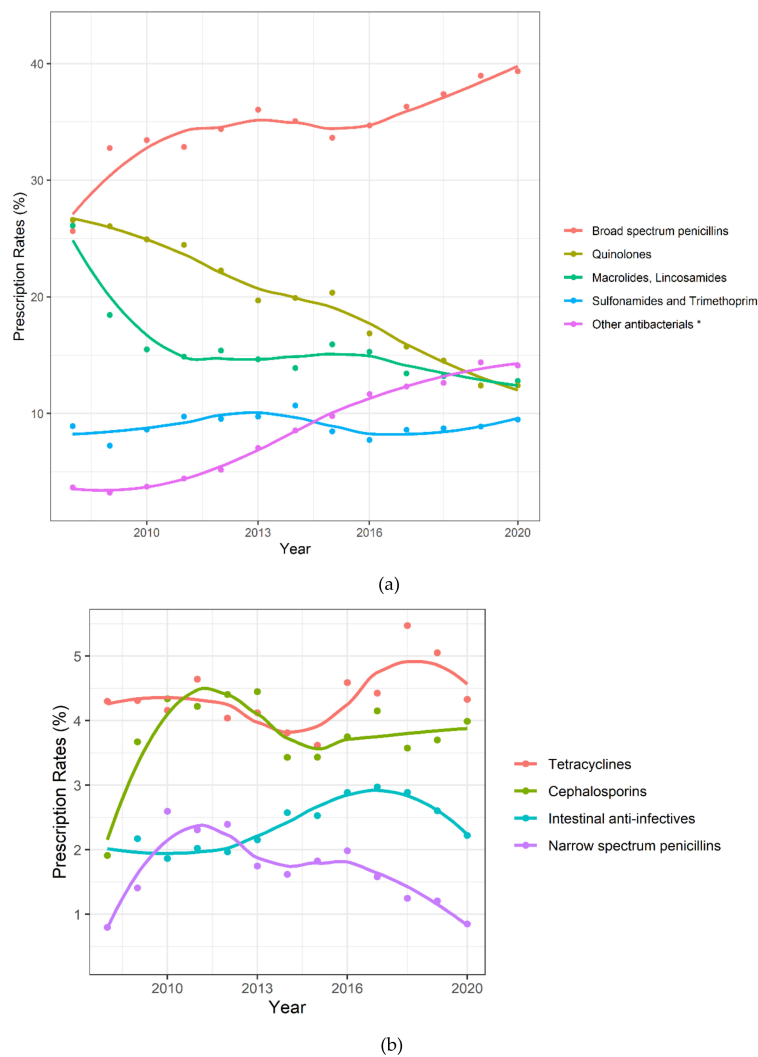 40
30
20
10
Prescription Rates (%)
2010
2013
2016
2020
Year
Broad spectrum penicillins
Quinolones
Macrolides, Lincosamides
Sulfonamides and Trimethoprim
Other antibacterials *
(a)
5
4
3
2
1
Prescription Rates (%)
2010
2013
2016
2020
Year
Tetracyclines
Cephalosporins
Intestinal anti-infectives
Narrow spectrum penicillins
(b)